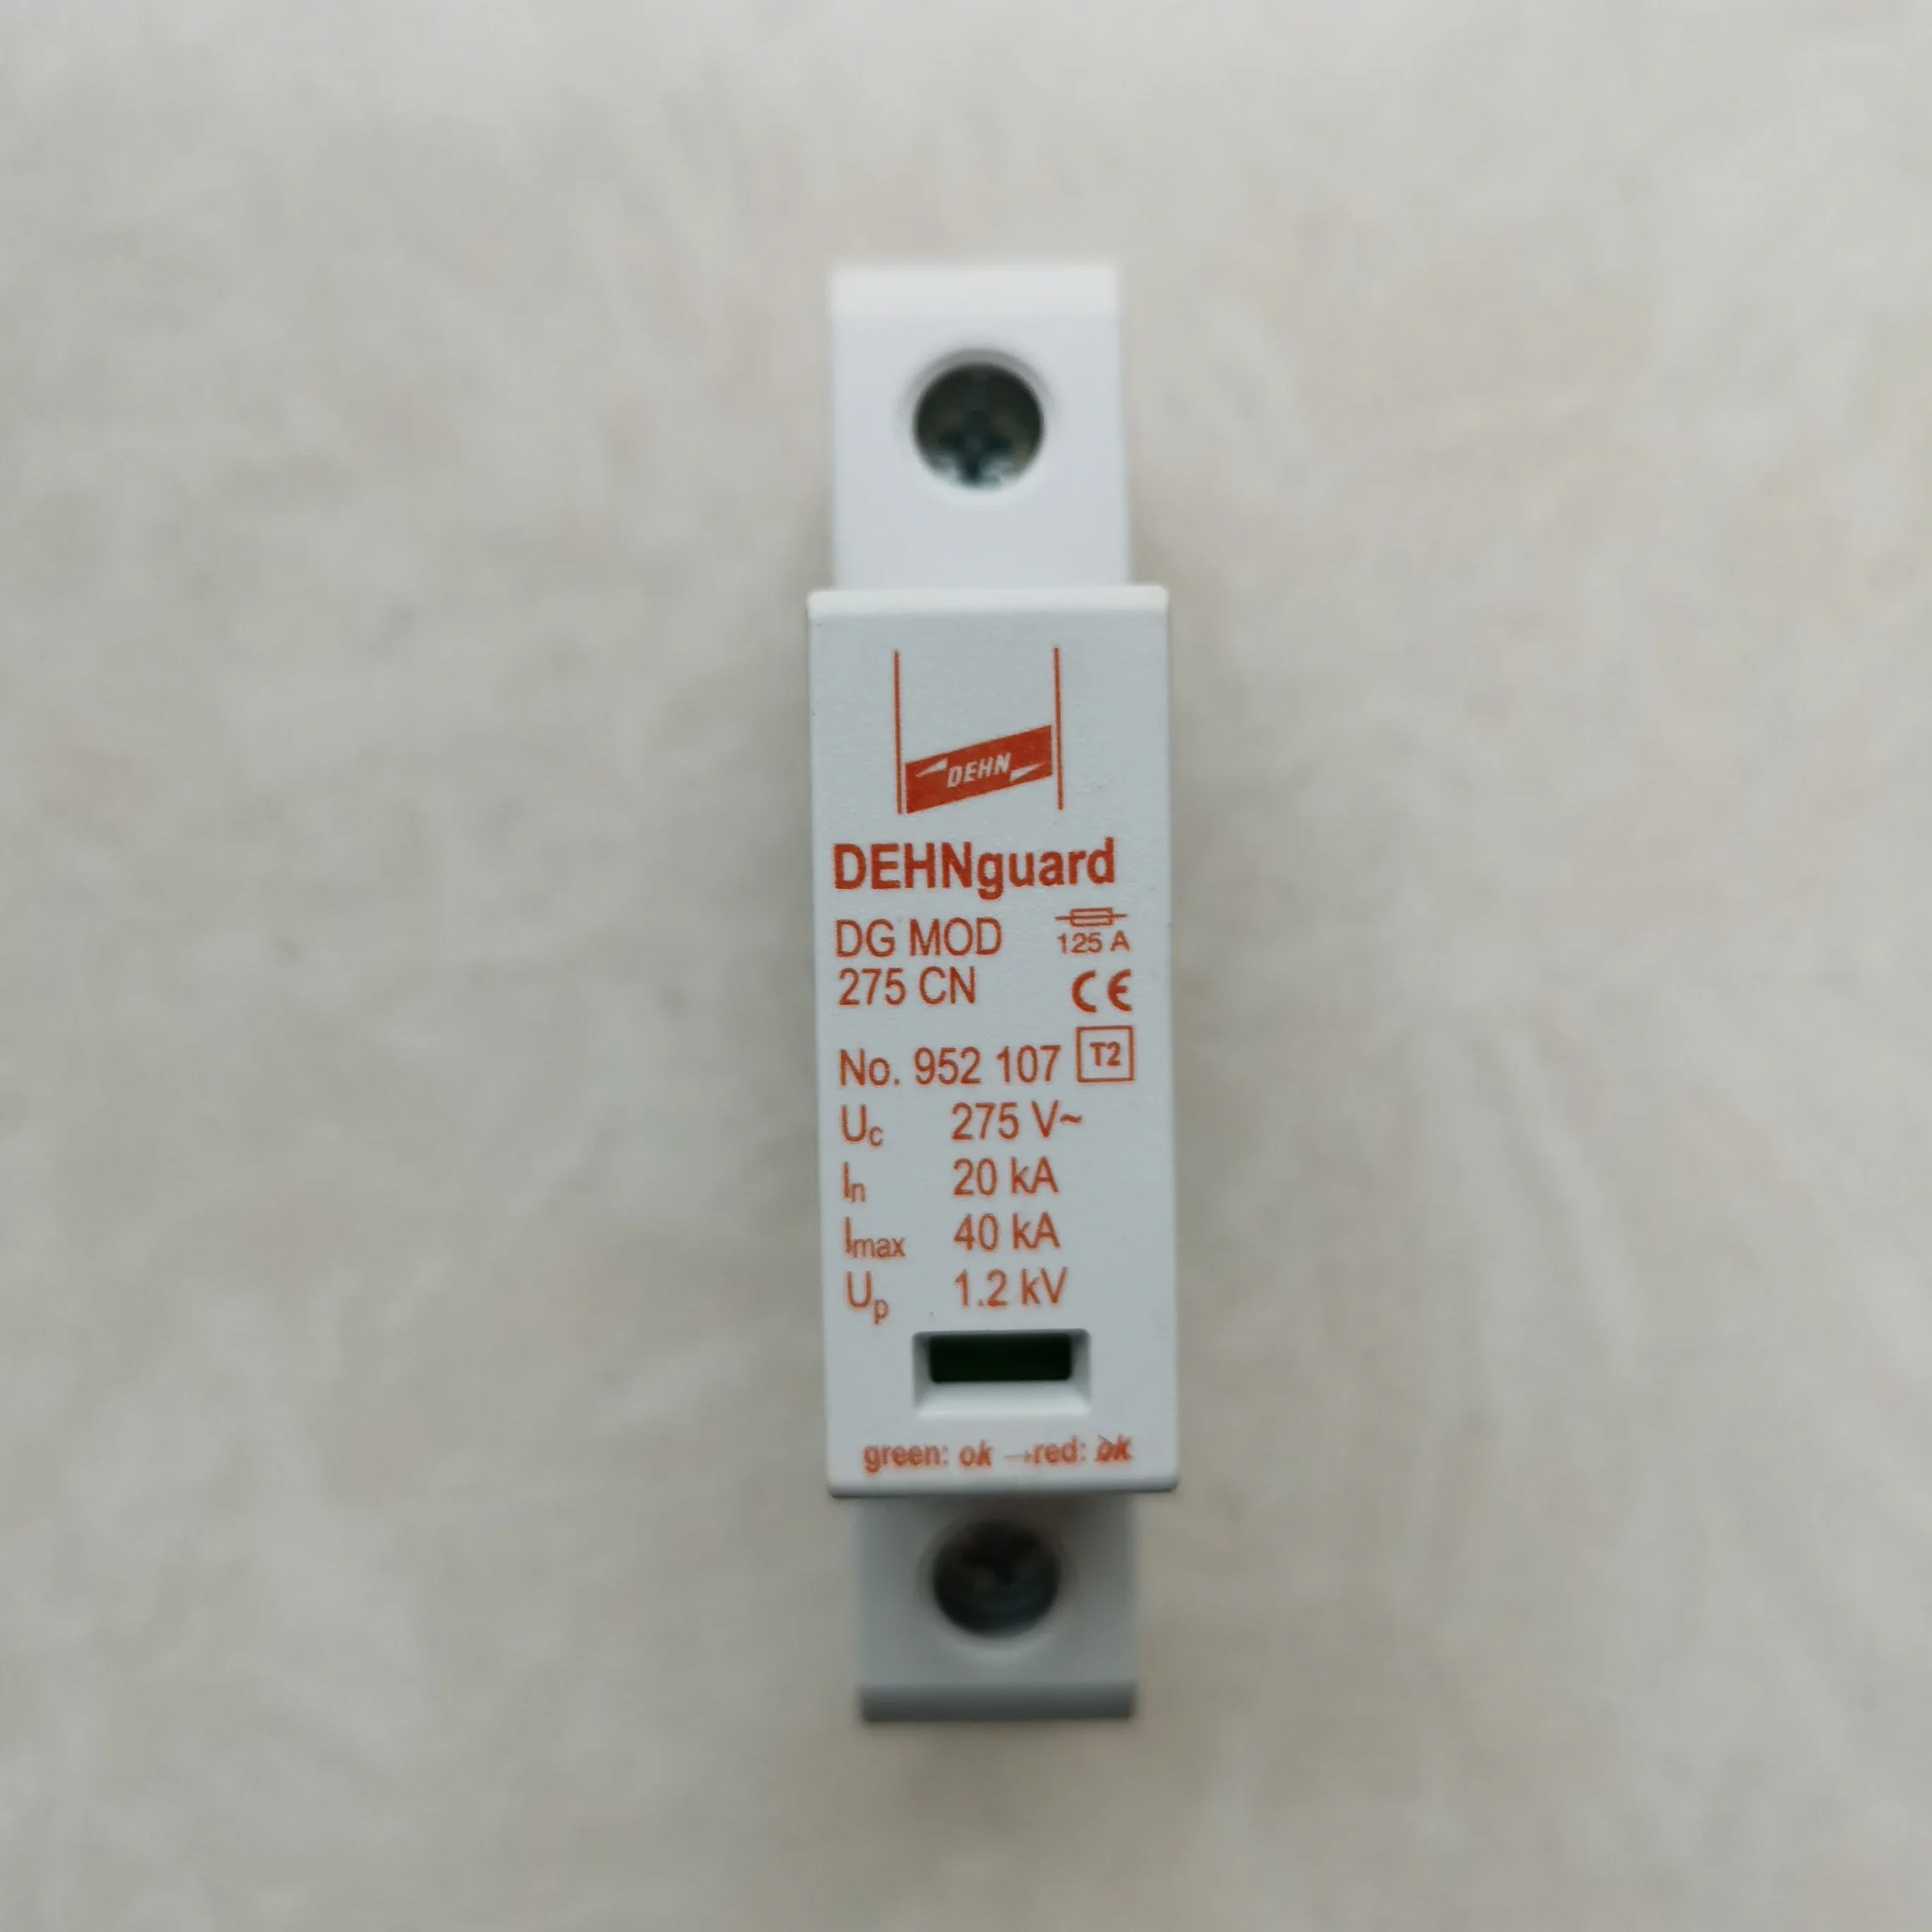 DEHN
DEHNguard
DG MOD
125 A
275 CN
CE
No. 952 107 T2
Uc 275 V~
In 20 kA
Imax 40 kA
Up 1.2 kV
green: ok →red: ok